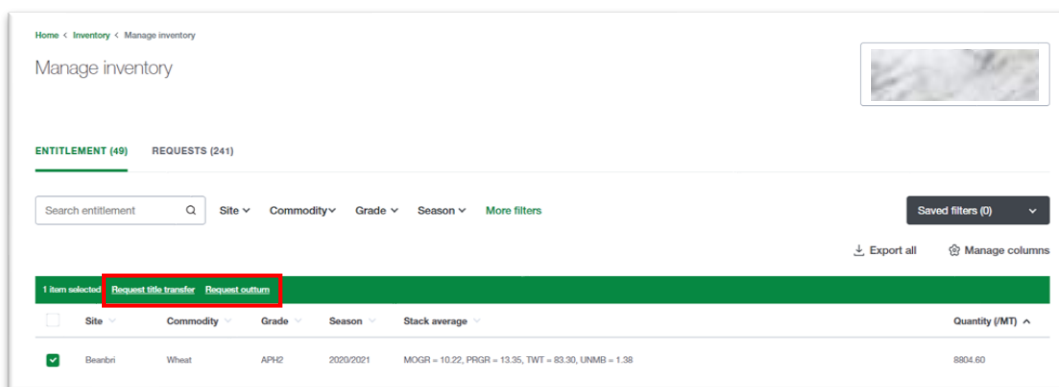 Home < Inventory < Manage inventory
Manage inventory
ENTITLEMENT (49) REQUESTS (241)
Search entitlement Site Commodity Grade Season More filters Saved filters (0)
Export all Manage columns
1 item selected Request title transfer Request outturn
Site Commodity Grade Season Stack average Quantity (/MT)
Beanbri Wheat APH2 2020/2021 MOGR = 10.22, PRGR = 13.35, TWT = 83.30, UNMB = 1.38 8804.60